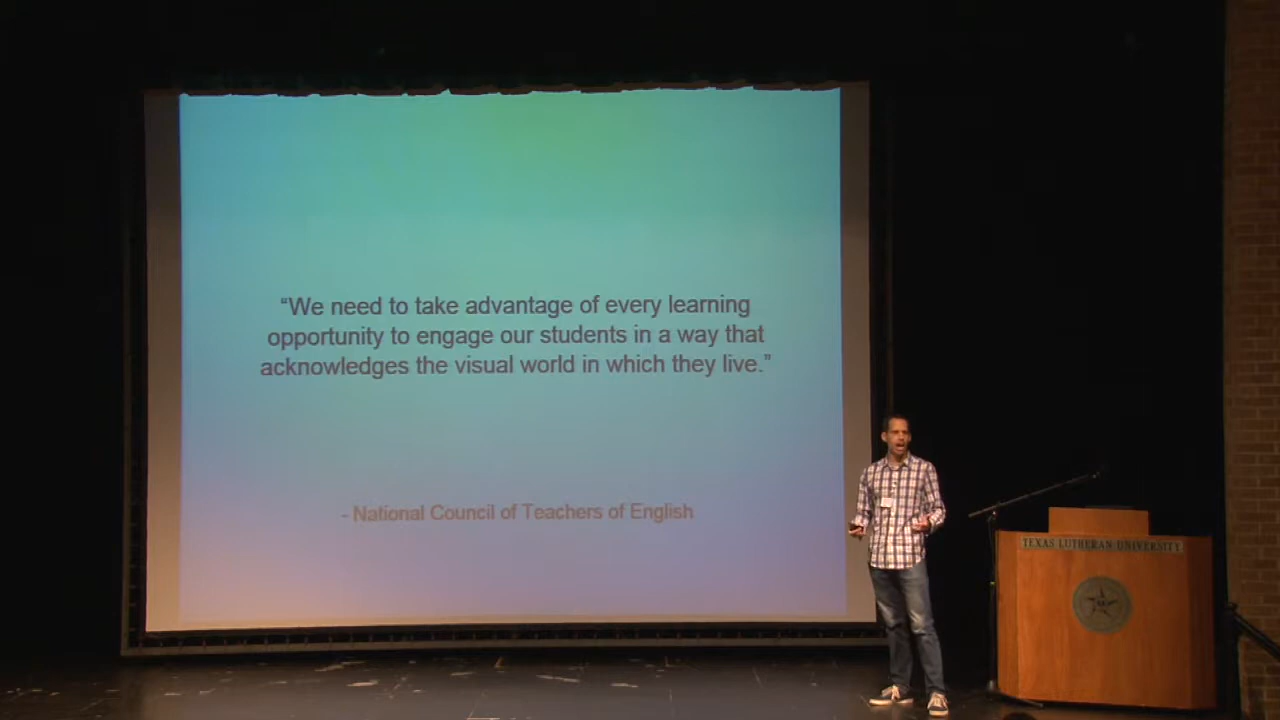 “We need to take advantage of every learning
opportunity to engage our students in a way that
acknowledges the visual world in which they live.”
- National Council of Teachers of English
TEXAS LUTHERAN UNIVERSITY